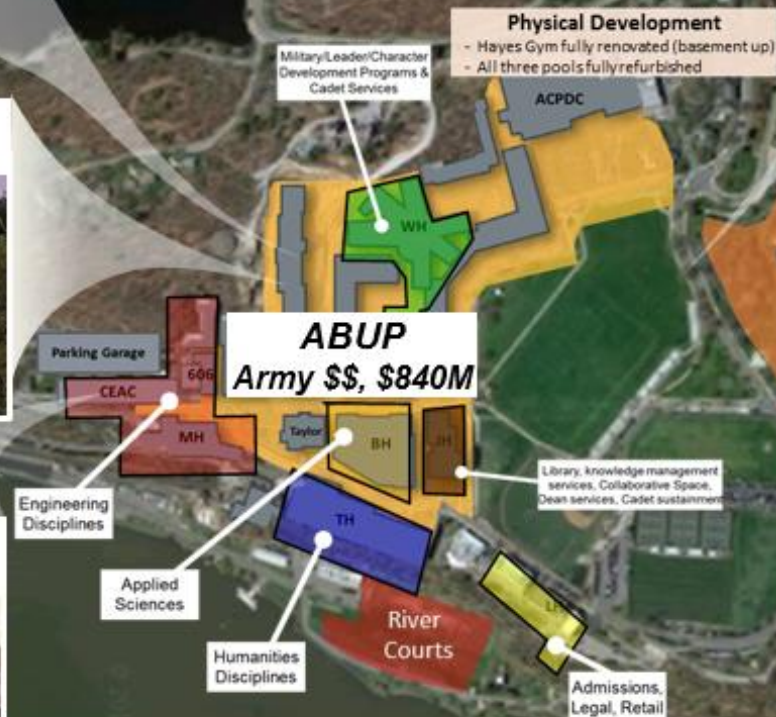 Physical Development
- Hayes Gym fully renovated (basement up)
- All three pools fully refurbished
Military/Leader/Character
Development Programs &
Cadet Services
ACPDC
WH
ABUP
Army $$, $840M
Parking Garage
606
CEAC
MH
Taylor
BH
JH
Library, knowledge management
services, Collaborative Space,
Dean services, Cadet sustainment
Engineering
Disciplines
TH
Applied
Sciences
LH
River
Courts
Humanities
Disciplines
Admissions,
Legal, Retail